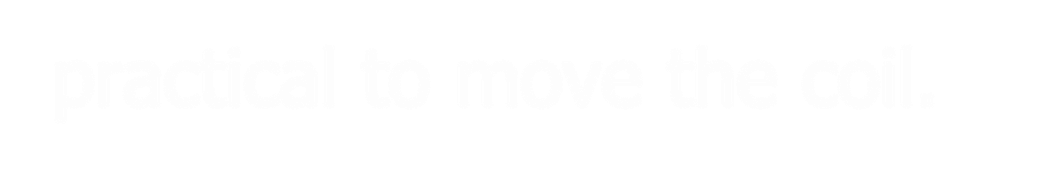 practical to move the coil.